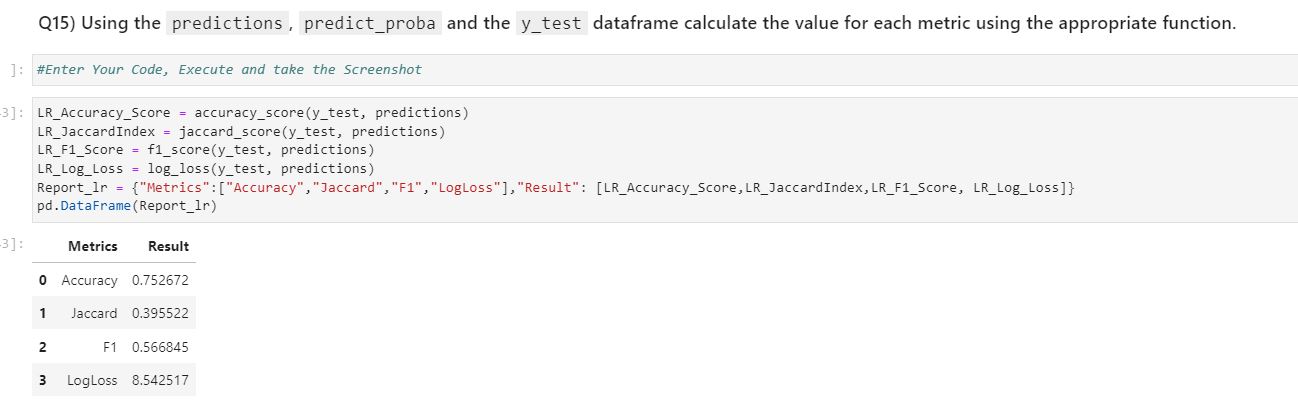 Q15) Using the predictions, predict_proba and the y_test dataframe calculate the value for each metric using the appropriate function.
]: #Enter Your Code, Execute and take the Screenshot
3]: LR_Accuracy_Score = accuracy_score(y_test, predictions)
LR_JaccardIndex = jaccard_score(y_test, predictions)
LR_F1_Score = f1_score(y_test, predictions)
LR_Log_Loss = log_loss(y_test, predictions)
Report_lr = {"Metrics":["Accuracy","Jaccard","F1","LogLoss"],"Result": [LR_Accuracy_Score,LR_JaccardIndex,LR_F1_Score, LR_Log_Loss]}
pd.DataFrame(Report_lr)
3]: Metrics Result
0 Accuracy 0.752672
1 Jaccard 0.395522
2 F1 0.566845
3 LogLoss 8.542517